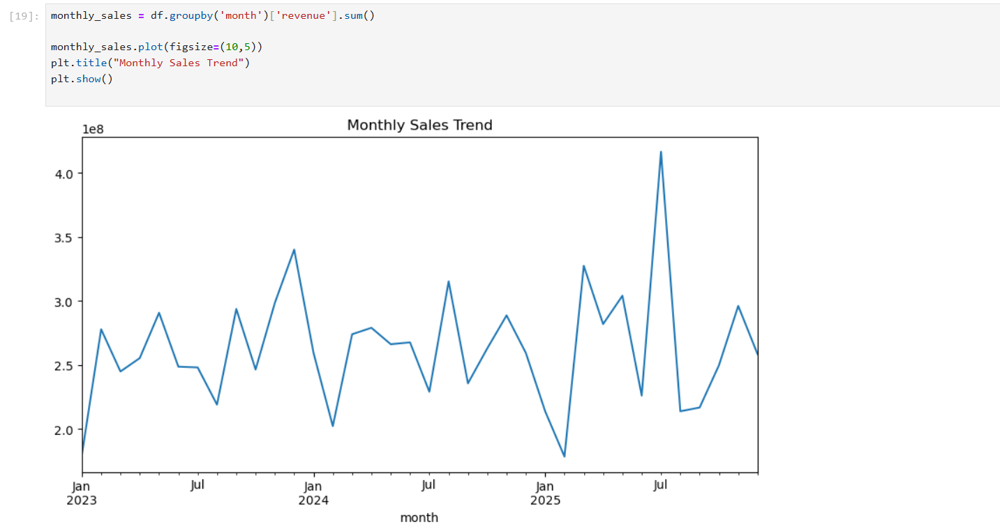 [19]: monthly_sales = df.groupby('month')['revenue'].sum()
monthly_sales.plot(figsize=(10,5))
plt.title("Monthly Sales Trend")
plt.show()
Monthly Sales Trend
1e8
4.0
3.5
3.0
2.5
2.0
Jan Jul Jan Jul Jan Jul
2023 2024 2025
month